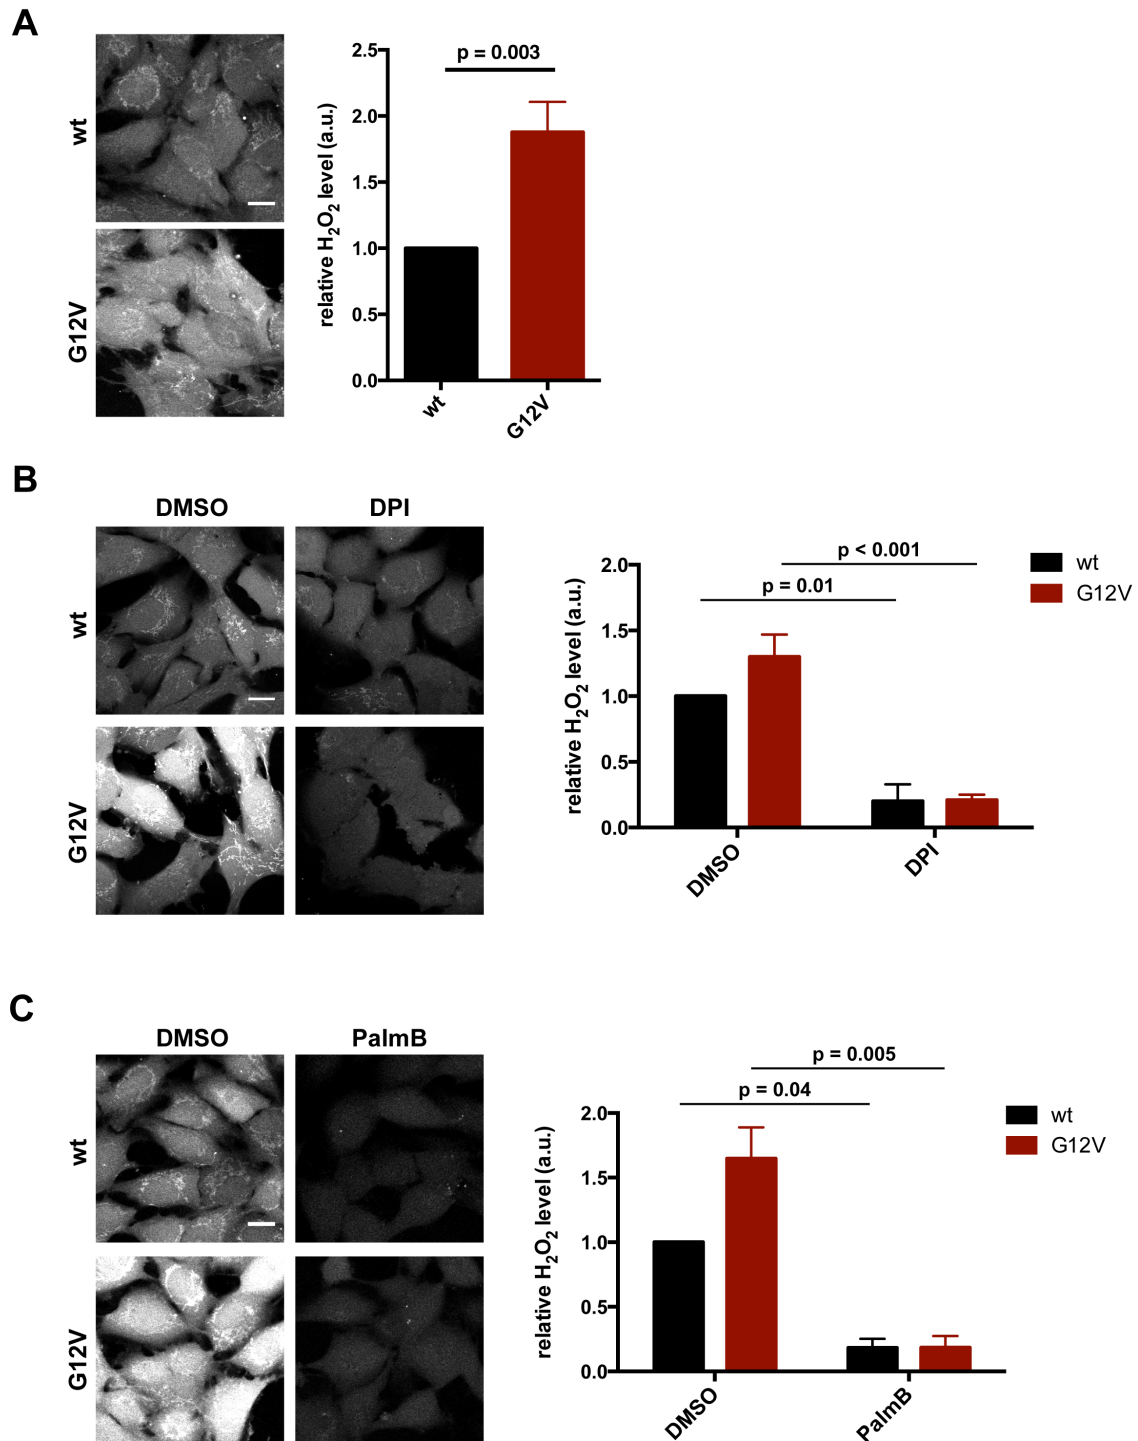 A
wt
G12V
relative H2O2 level (a.u.)
2.5
2.0
1.5
1.0
0.5
0.0
p = 0.003
wt
G12V
B
DMSO
DPI
wt
G12V
relative H2O2 level (a.u.)
2.0
1.5
1.0
0.5
0.0
p < 0.001
p = 0.01
DMSO
DPI
wt
G12V
C
DMSO
PalmB
wt
G12V
relative H2O2 level (a.u.)
2.0
1.5
1.0
0.5
0.0
p = 0.005
p = 0.04
DMSO
PalmB
wt
G12V